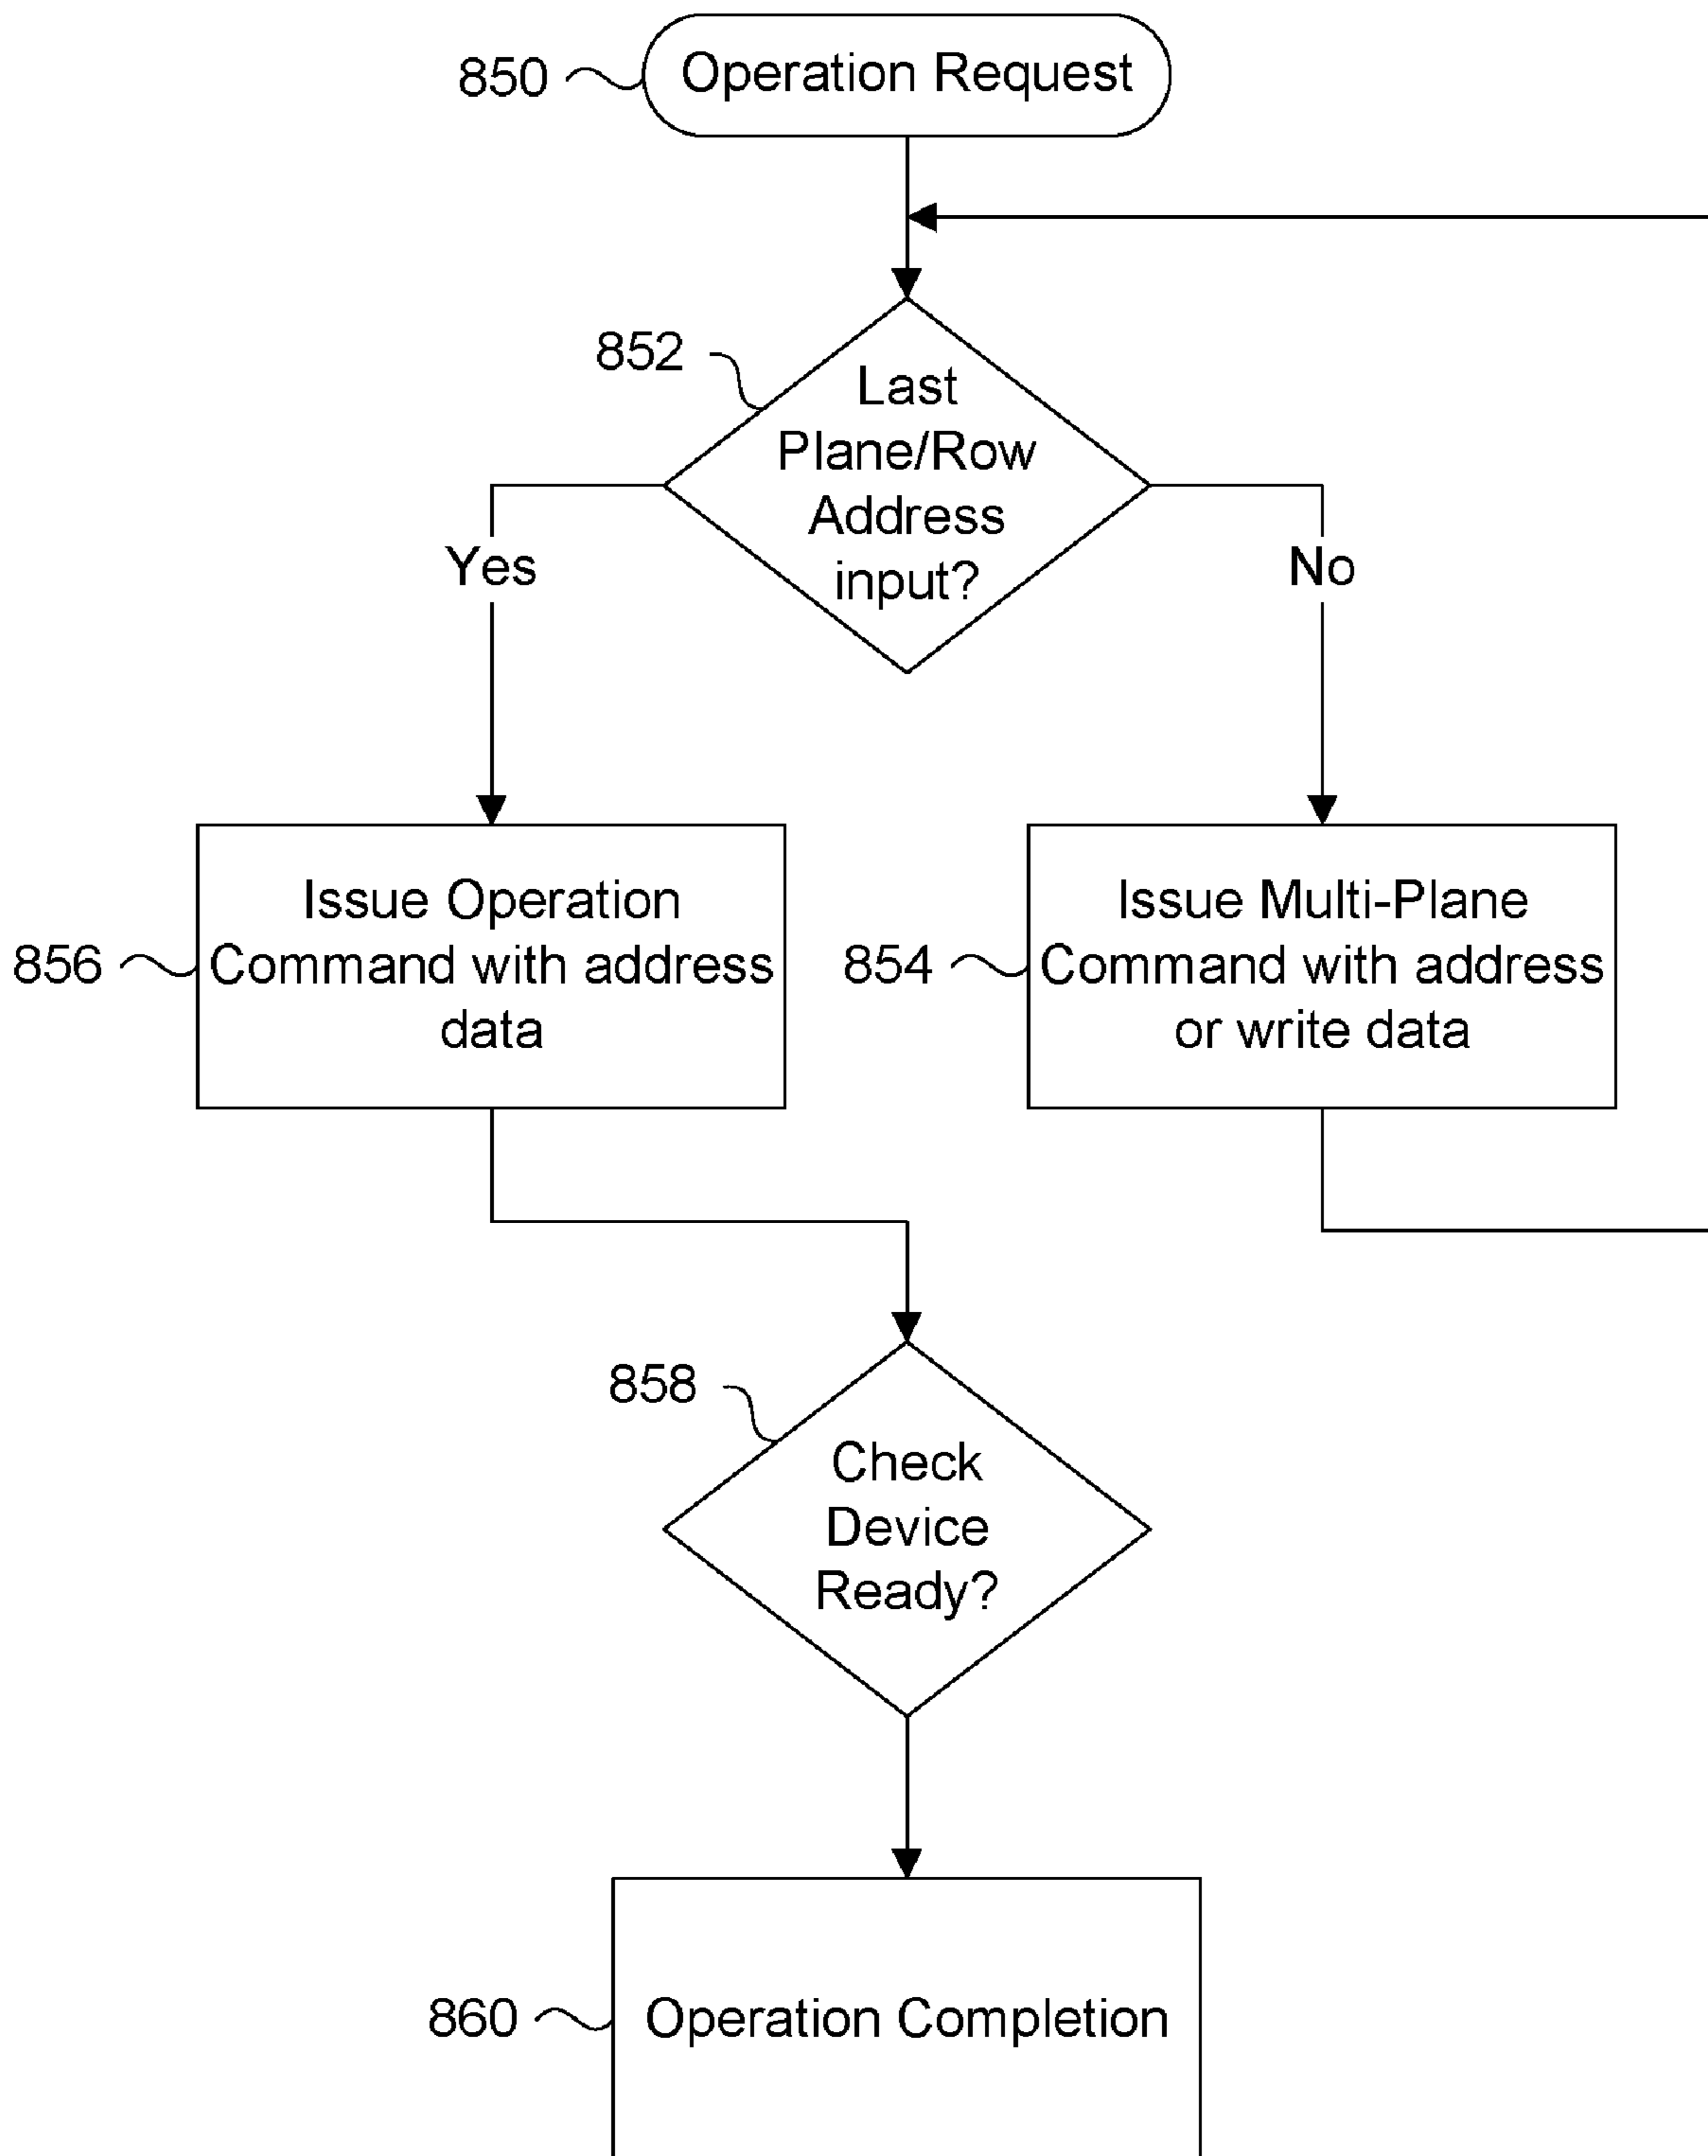 850
Operation Request
852
Last
Plane/Row
Address
input?
Yes
No
856
Issue Operation
Command with address
data
854
Issue Multi-Plane
Command with address
or write data
858
Check
Device
Ready?
860
Operation Completion